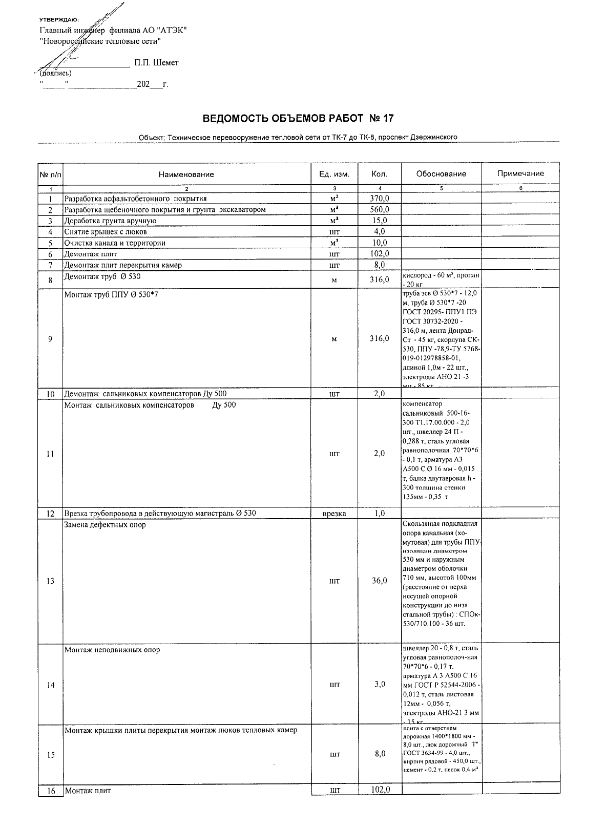 УТВЕРЖДАЮ:
Главный инженер филиала АО "АТЭК"
"Новороссийские тепловые сети"
П.П. Шемет
(подпись)
"____" ____________ 202___г.
ВЕДОМОСТЬ ОБЪЕМОВ РАБОТ № 17
Объект: Техническое перевооружение тепловой сети от ТК-7 до ТК-8, проспект Дзержинского
№ п/п Наименование Ед. изм. Кол. Обоснование Примечание
1 2 3 4 5 6
1 Разработка асфальтобетонного покрытия м³ 370,0
2 Разработка щебеночного покрытия и грунта экскаватором м³ 560,0
3 Доработка грунта вручную м³ 15,0
4 Снятие крышек с люков шт 4,0
5 Очистка канала и территории м³ 10,0
6 Демонтаж плит шт 102,0
7 Демонтаж плит перекрытия камер шт 8,0
8 Демонтаж труб Ø 530 м 316,0 кислород - 60 м³, пропан
- 20 кг
9 Монтаж труб ППУ Ø 530*7 м 316,0 труба эсв Ø 530*7 - 12,0
м, труба Ø 530*7 -20
ГОСТ 20295- ППУ1 ПЭ
ГОСТ 30732-2020 -
316,0 м, лента Донрад-
Ст - 45 кг, скорлупа СК-
530, ППУ -78,9-ТУ 5768-
019-012978858-01,
длиной 1,0м - 22 шт.,
электроды АНО 21 -3
мм - 85 кг
10 Демонтаж сальниковых компенсаторов Ду 500 шт 2,0
11 Монтаж сальниковых компенсаторов Ду 500 шт 2,0 компенсатор
сальниковый 500-16-
300 Т1.17.00.000 - 2,0
шт., швеллер 24 П -
0,288 т, сталь угловая
равнополочная 70*70*6
- 0,1 т, арматура А3
А500 С Ø 16 мм - 0,015
т, балка двутавровая h -
300 толщина стенки
135мм - 0,35 т
12 Врезка трубопровода в действующую магистраль Ø 530 врезка 1,0
13 Замена дефектных опор шт 36,0 Скользящая подкладная
опора канальная (хо-
мутовая) для трубы ППУ-
изоляции диаметром
530 мм и наружным
диаметром оболочки
710 мм, высотой 100мм
(расстояние от верха
несущей опорной
конструкции до низа
стальной трубы) : СПОк-
530/710.100 - 36 шт.
14 Монтаж неподвижных опор шт 3,0 швеллер 20 - 0,8 т, сталь
угловая равнополочная
70*70*6 - 0,17 т,
арматура А 3 А500 С 16
мм ГОСТ Р 52544-2006 -
0,012 т, сталь листовая
12мм - 0,056 т,
электроды АНО-21 3 мм
- 15 кг
15 Монтаж крышки плиты перекрытия монтаж люков тепловых камер шт 8,0 плита с отверстием
дорожная 1400*1800 мм -
8,0 шт., люк дорожный "Т"
ГОСТ 3634-99 - 4,0 шт.,
кирпич рядовой - 450,0 шт.,
цемент - 0,2 т, песок 0,4 м³
16 Монтаж плит шт 102,0